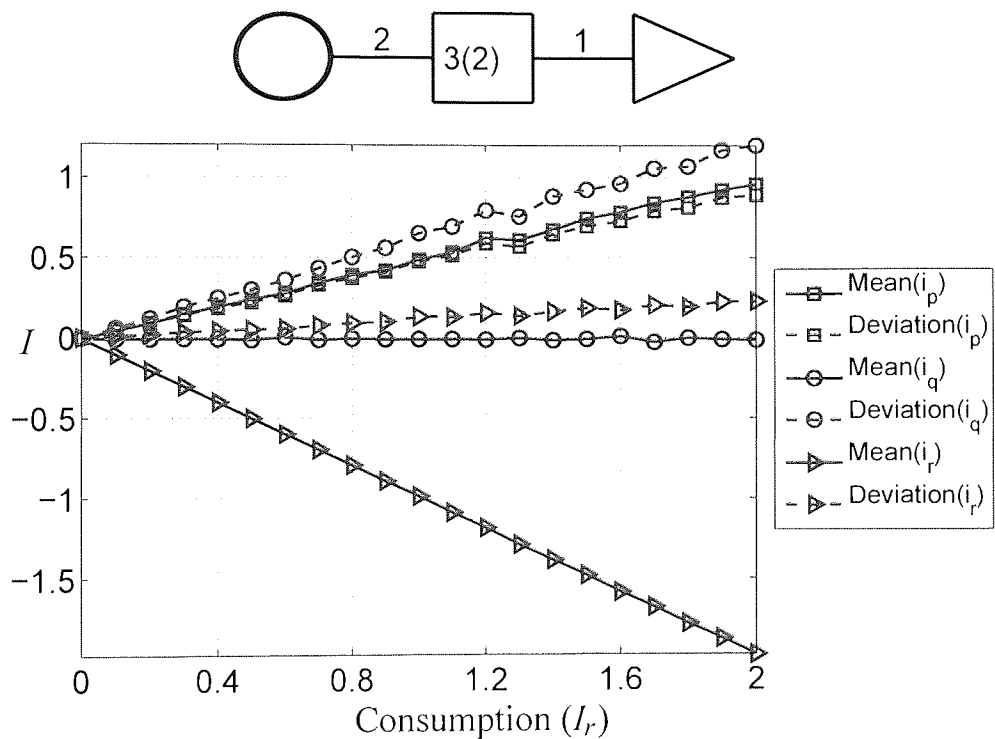 2
3(2)
1
1
0.5
0
−0.5
−1
−1.5
I
0
0.4
0.8
1.2
1.6
2
Consumption (I_r)
Mean(i_p)
Deviation(i_p)
Mean(i_q)
Deviation(i_q)
Mean(i_r)
Deviation(i_r)